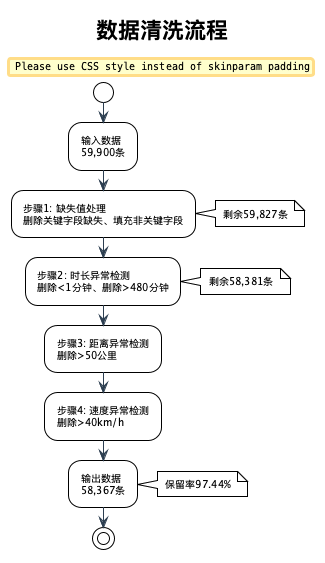 数据清洗流程
Please use CSS style instead of skinparam padding
输入数据
59,900条
步骤1: 缺失值处理
删除关键字段缺失、填充非关键字段
剩余59,827条
步骤2: 时长异常检测
删除<1分钟、删除>480分钟
剩余58,381条
步骤3: 距离异常检测
删除>50公里
步骤4: 速度异常检测
删除>40km/h
输出数据
58,367条
保留率97.44%